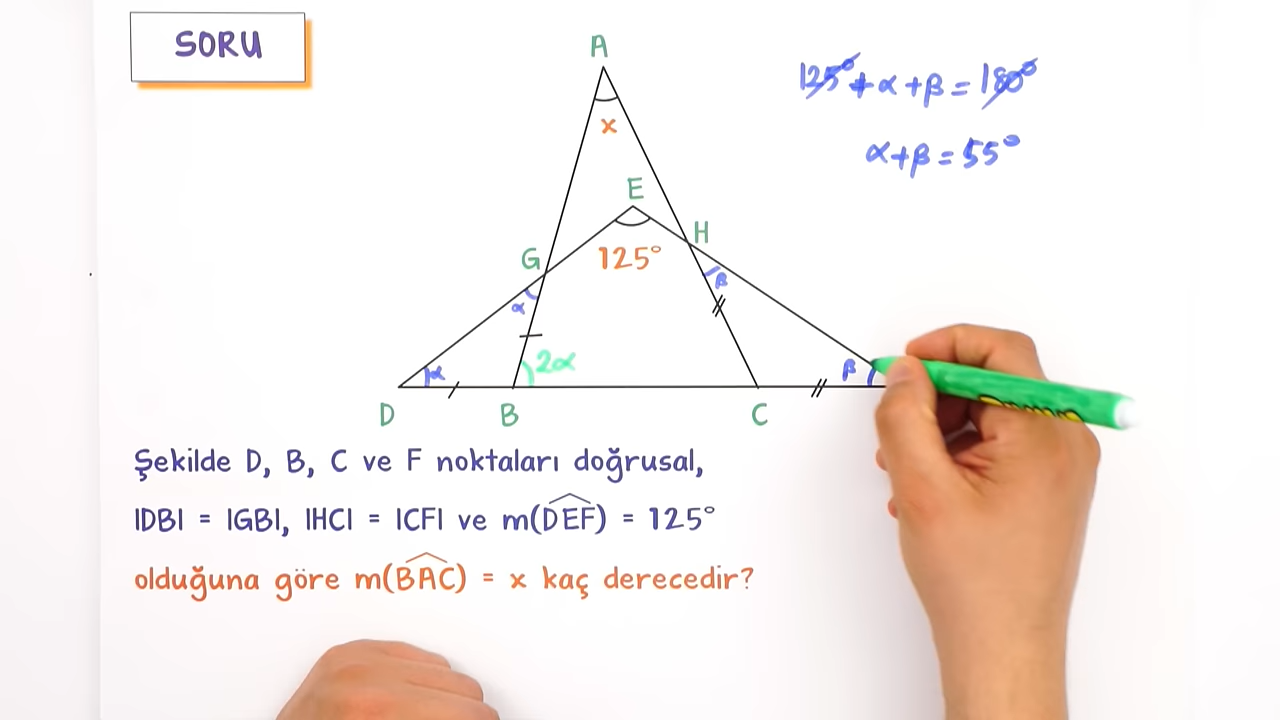 SORU
A
x
125° + α + β = 180°
α + β = 55°
E
H
G
125°
β
α
2α
α
β
D
B
C
Şekilde D, B, C ve F noktaları doğrusal,
|DB| = |GB|, |HC| = |CF| ve m(DEF) = 125°
olduğuna göre m(BAC) = x kaç derecedir?